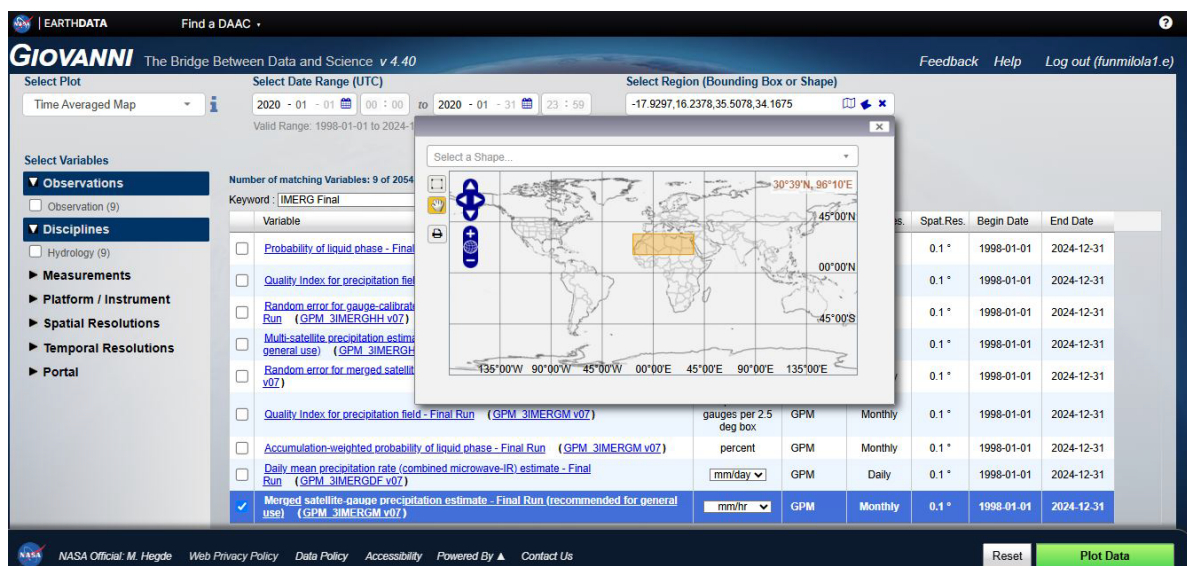 NASA | EARTHDATA Find a DAAC ?
GIOVANNI The Bridge Between Data and Science v 4.40 Feedback Help Log out (funmilola1.e)
Select Plot Select Date Range (UTC) Select Region (Bounding Box or Shape)
Time Averaged Map i 2020 - 01 - 01 00 : 00 to 2020 - 01 - 31 23 : 59 -17.9297,16.2378,35.5078,34.1675
Valid Range: 1998-01-01 to 2024-1
Select a Shape...
Select Variables
Observations
Observation (9)
Disciplines
Hydrology (9)
Measurements
Platform / Instrument
Spatial Resolutions
Temporal Resolutions
Portal
Number of matching Variables: 9 of 2054
Keyword : IMERG Final
30°39'N, 96°10'E
45°00'N
00°00'N
45°00'S
135°00'W 90°00'W 45°00'W 00°00'E 45°00'E 90°00'E 135°00'E
Variable Spat.Res. Begin Date End Date
Probability of liquid phase - Final 0.1 ° 1998-01-01 2024-12-31
Quality Index for precipitation fiel 0.1 ° 1998-01-01 2024-12-31
Random error for gauge-calibrate
Run (GPM_3IMERGHH v07) 0.1 ° 1998-01-01 2024-12-31
Multi-satellite precipitation estima
general use) (GPM_3IMERGH 0.1 ° 1998-01-01 2024-12-31
Random error for merged satellit
v07) 0.1 ° 1998-01-01 2024-12-31
Quality Index for precipitation field - Final Run (GPM_3IMERGM v07) gauges per 2.5 deg box GPM Monthly 0.1 ° 1998-01-01 2024-12-31
Accumulation-weighted probability of liquid phase - Final Run (GPM_3IMERGM v07) percent GPM Monthly 0.1 ° 1998-01-01 2024-12-31
Daily mean precipitation rate (combined microwave-IR) estimate - Final
Run (GPM_3IMERGDF v07) mm/day GPM Daily 0.1 ° 1998-01-01 2024-12-31
Merged satellite-gauge precipitation estimate - Final Run (recommended for general
use) (GPM_3IMERGM v07) mm/hr GPM Monthly 0.1 ° 1998-01-01 2024-12-31
NASA NASA Official: M. Hegde Web Privacy Policy Data Policy Accessibility Powered By ▲ Contact Us Reset Plot Data